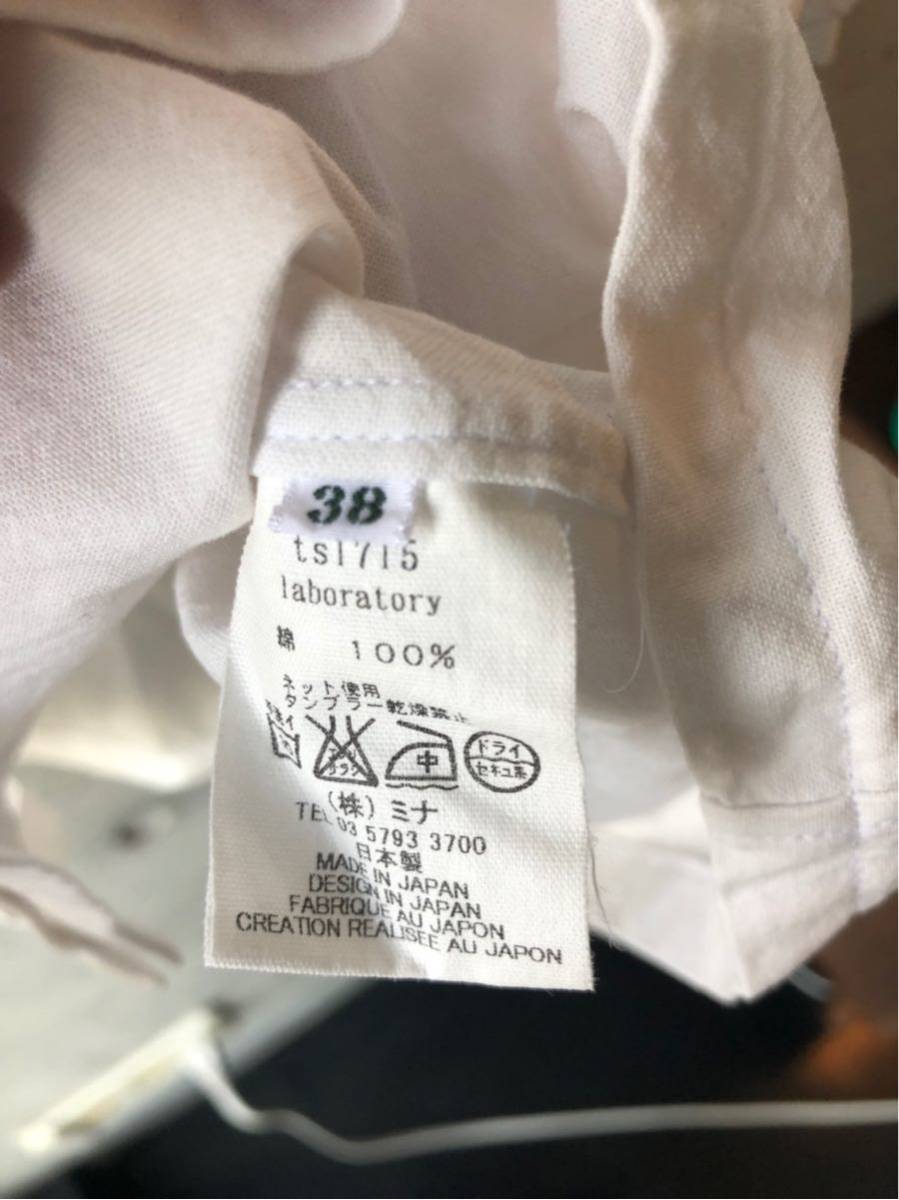 38
ts1715
laboratory
棉 100%
ネット使用
タンブラー乾燥禁止
中
ドライ
セキユ系
(株) ミナ
TEL 03 5793 3700
日本製
MADE IN JAPAN
DESIGN IN JAPAN
FABRIQUE AU JAPON
CREATION REALISEE AU JAPON